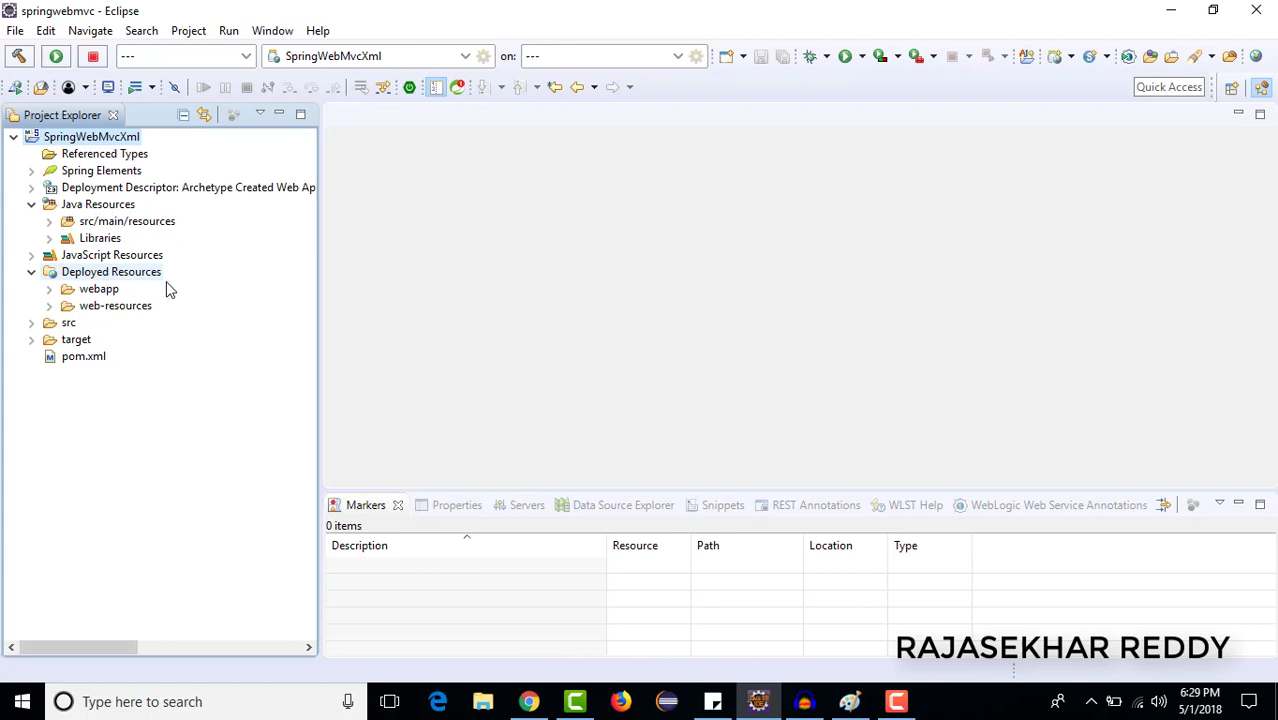 springwebmvc - Eclipse
File Edit Navigate Search Project Run Window Help
--- SpringWebMvcXml on: ---
Quick Access
Project Explorer
SpringWebMvcXml
Referenced Types
Spring Elements
Deployment Descriptor: Archetype Created Web Ap
Java Resources
src/main/resources
Libraries
JavaScript Resources
Deployed Resources
webapp
web-resources
src
target
pom.xml
Markers Properties Servers Data Source Explorer Snippets REST Annotations WLST Help WebLogic Web Service Annotations
0 items
Description Resource Path Location Type
RAJASEKHAR REDDY
Type here to search
6:29 PM
5/1/2018